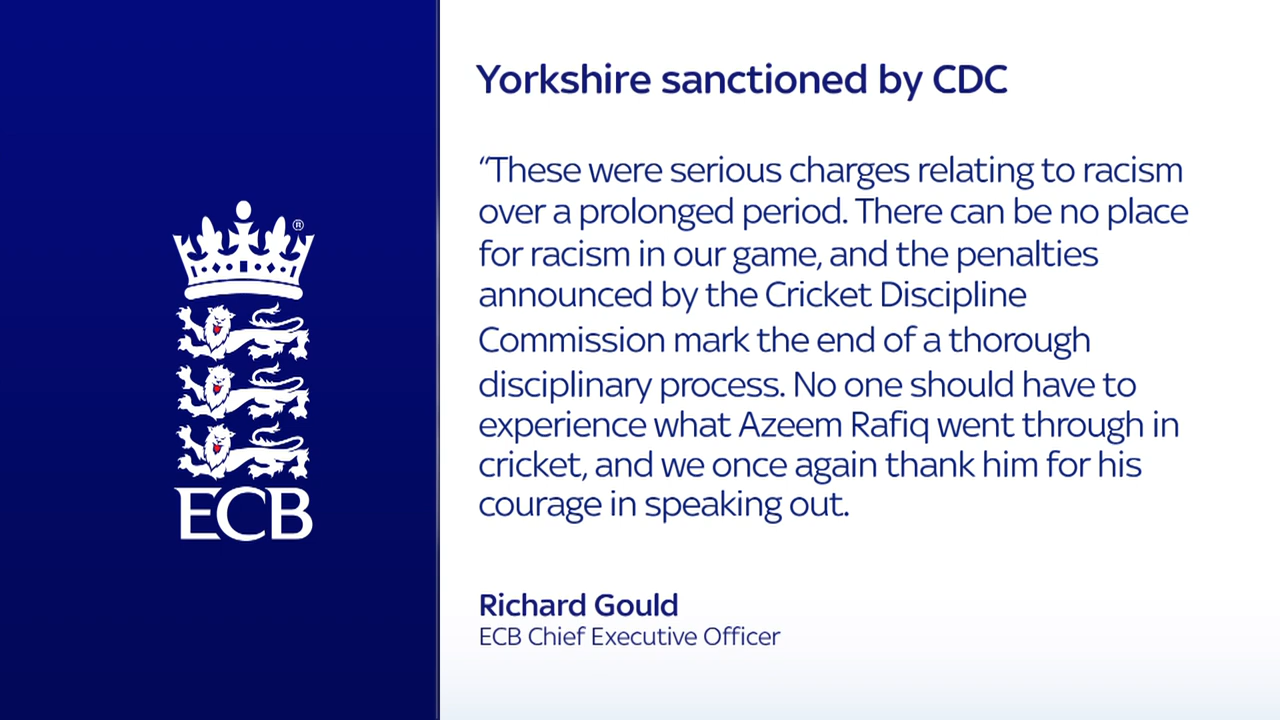 ®
ECB
Yorkshire sanctioned by CDC
“These were serious charges relating to racism
over a prolonged period. There can be no place
for racism in our game, and the penalties
announced by the Cricket Discipline
Commission mark the end of a thorough
disciplinary process. No one should have to
experience what Azeem Rafiq went through in
cricket, and we once again thank him for his
courage in speaking out.
Richard Gould
ECB Chief Executive Officer